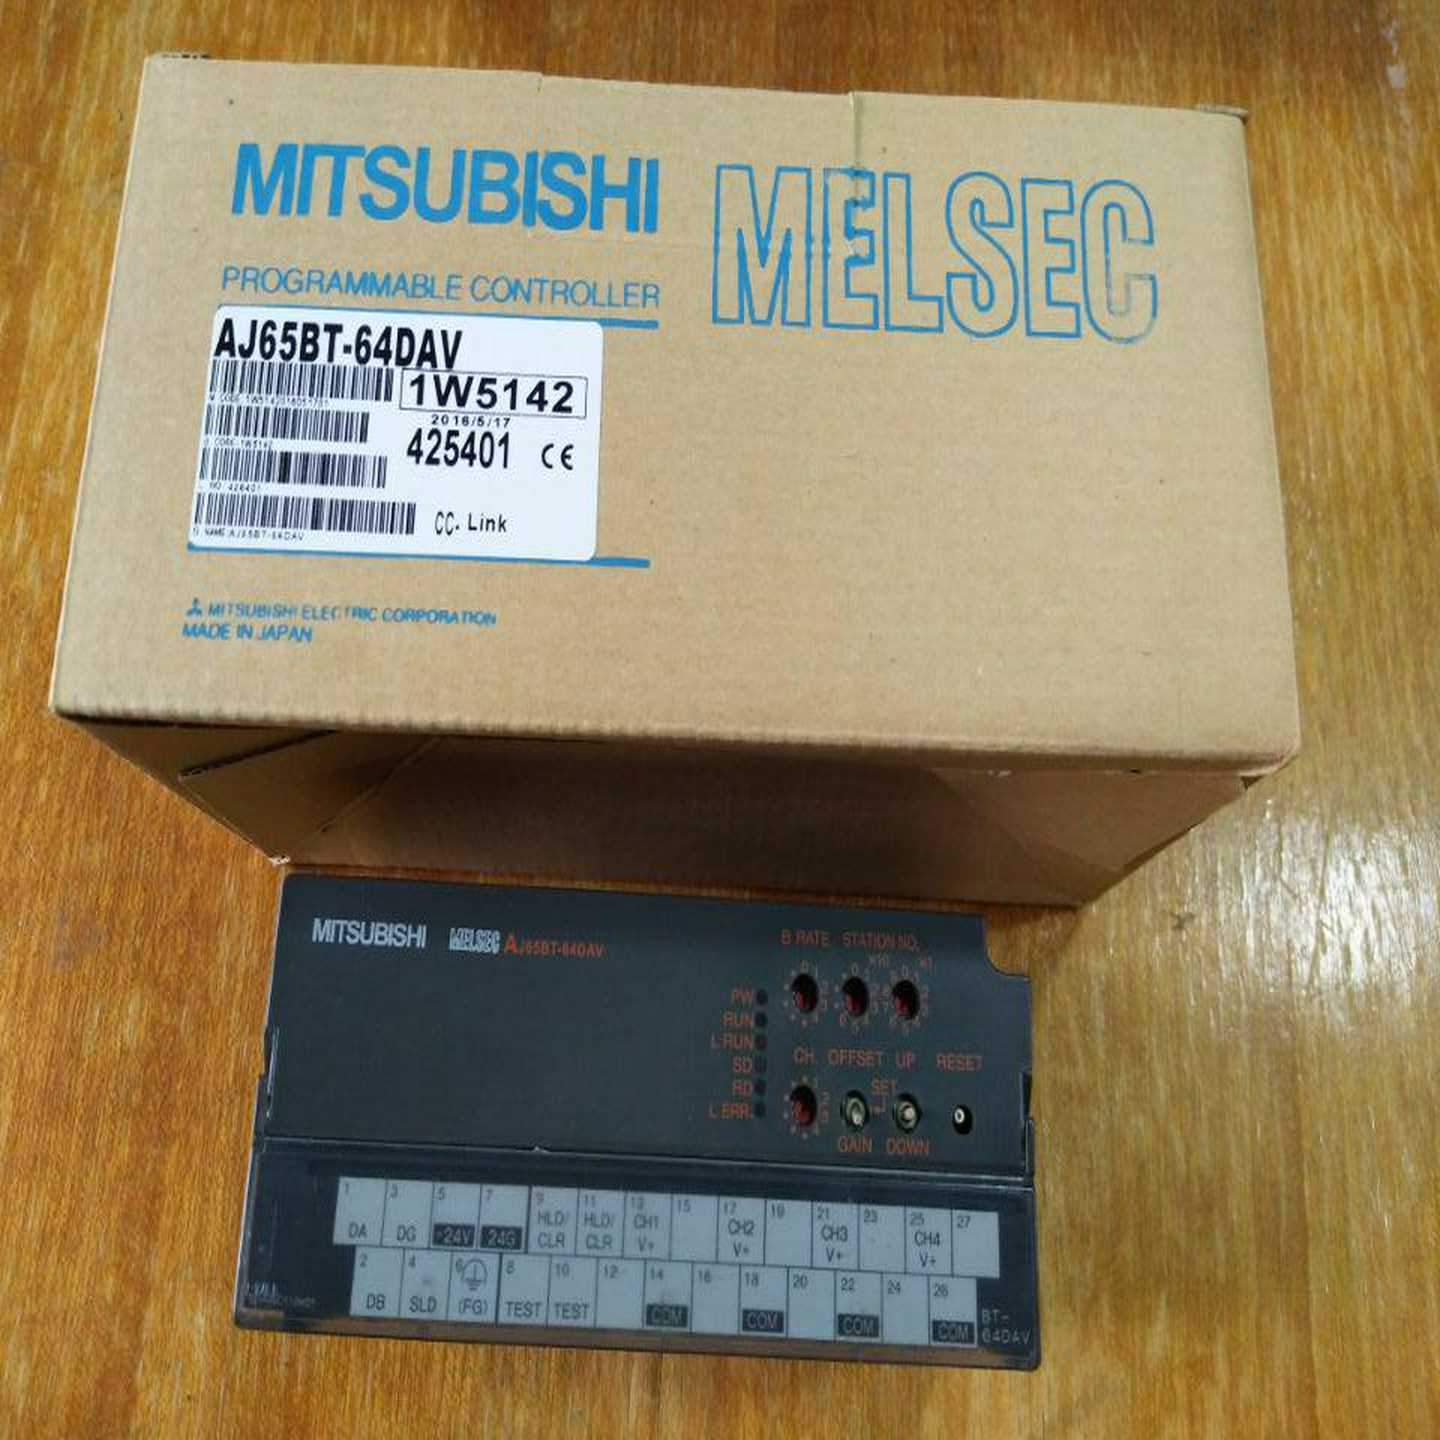 MITSUBISHI
MELSEC
PROGRAMMABLE CONTROLLER
AJ65BT-64DAV
1W5142
2016/5/17
425401 CE
CC-Link
MITSUBISHI ELECTRIC CORPORATION
MADE IN JAPAN
MITSUBISHI MELSEC AJ65BT-64DAV
B RATE STATION NO.
×10 ×1
PW
RUN
L RUN
SD
RD
L ERR.
CH. OFFSET UP RESET
SET
GAIN DOWN
1 3 5 7 9 11 13 15 17 19 21 23 25 27
DA DG +24V 24G HLD/CLR HLD/CLR CH1 V+ CH2 V+ CH3 V+ CH4 V+
2 4 6 8 10 12 14 16 18 20 22 24 26
DB SLD (FG) TEST TEST COM COM COM COM
BT-
64DAV